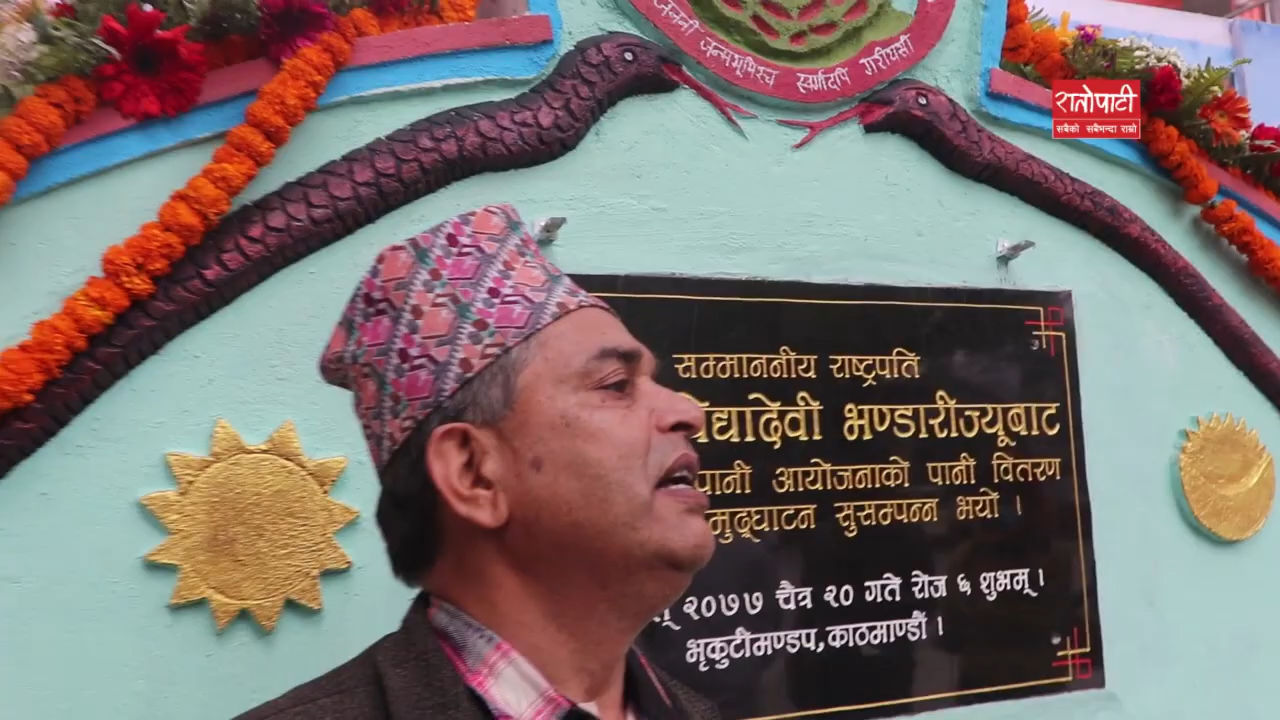 जननी जन्मभूमिश्च स्वर्गादपि गरीयसी
रातोपाटी
सबैको सबैभन्दा राम्रो
सम्माननीय राष्ट्रपति
विद्यादेवी भण्डारीज्यूबाट
पानी आयोजनाको पानी वितरण
मुद्घाटन सुसम्पन्न भयो ।
२०७७ चैत्र २० गते रोज ६ शुभम् ।
भृकुटीमण्डप, काठमाण्डौं ।